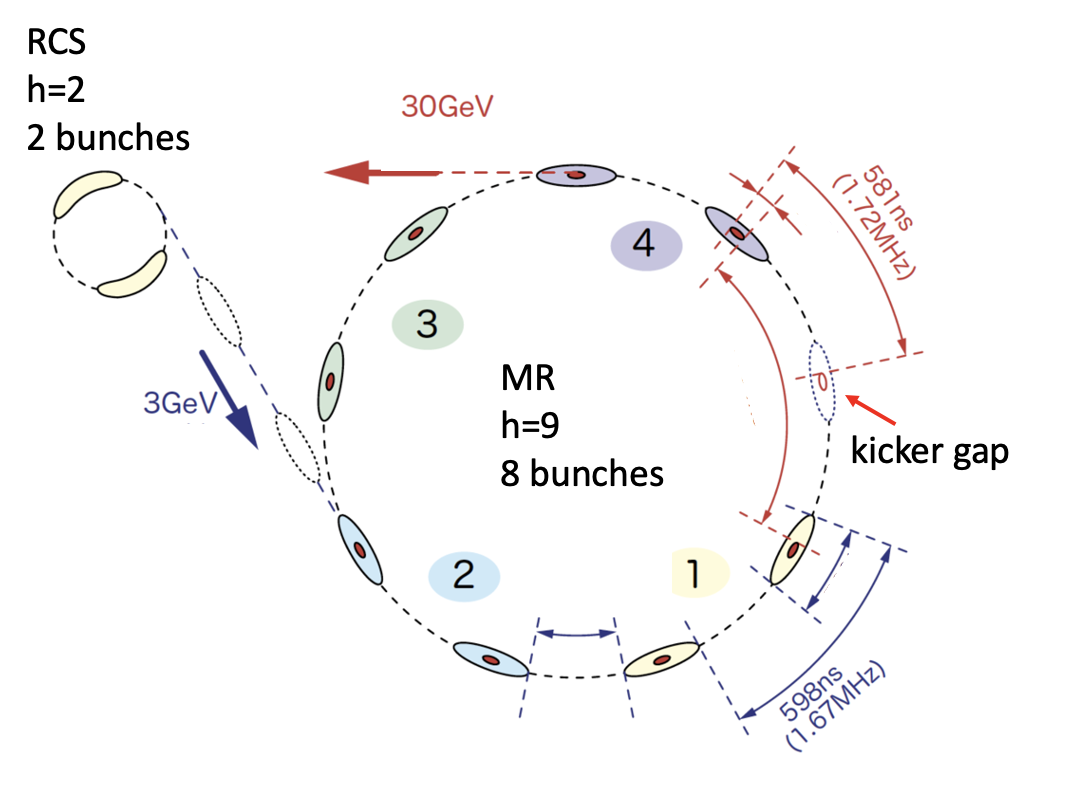 RCS
h=2
2 bunches
30GeV
581ns
(1.72MHz)
4
3
MR
h=9
8 bunches
3GeV
kicker gap
2
1
598ns
(1.67MHz)